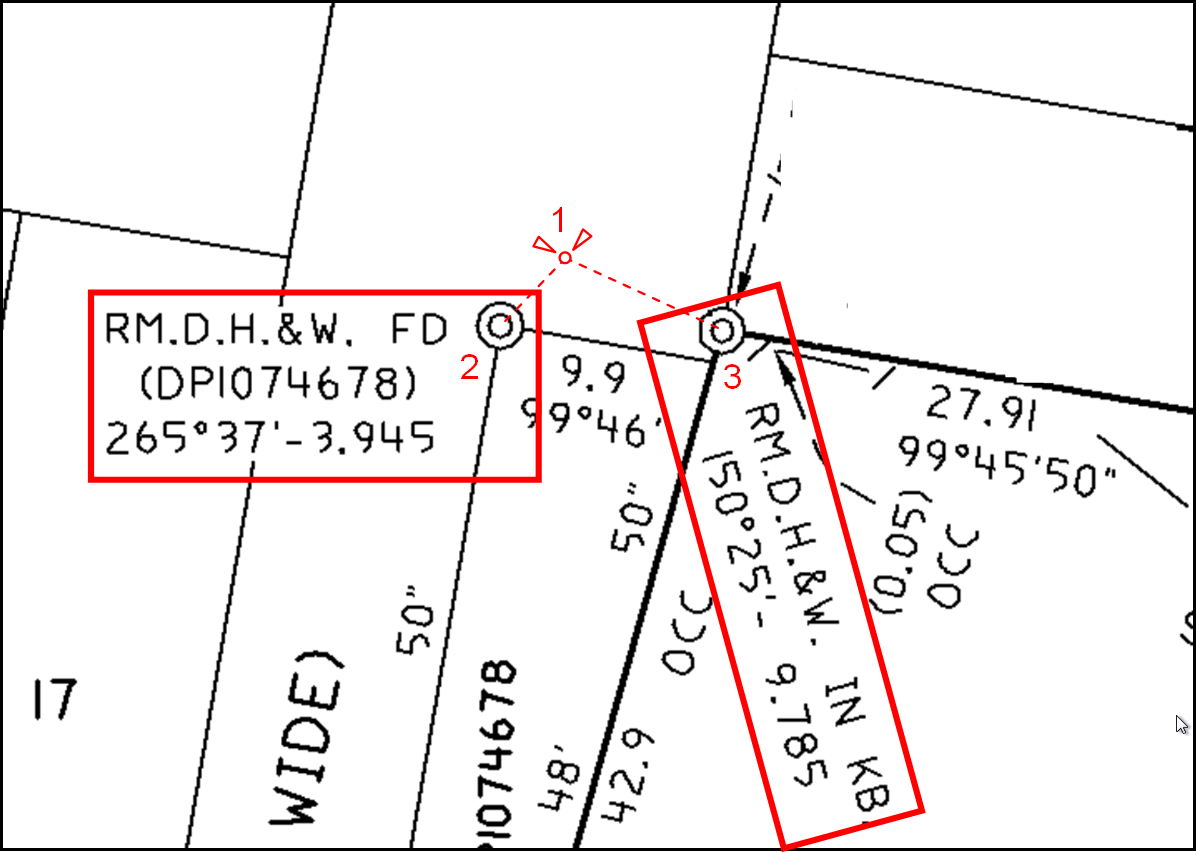 1
RM.D.H.&W. FD
(DP1074678)
265°37'-3.945
2
3
9.9
99°46'
27.91
99°45'50"
RM.D.H.&W. IN KB.
150°25'- 9.785
(0.05)
OCC
50"
OCC
50"
17
WIDE)
P1074678
48'
42.9